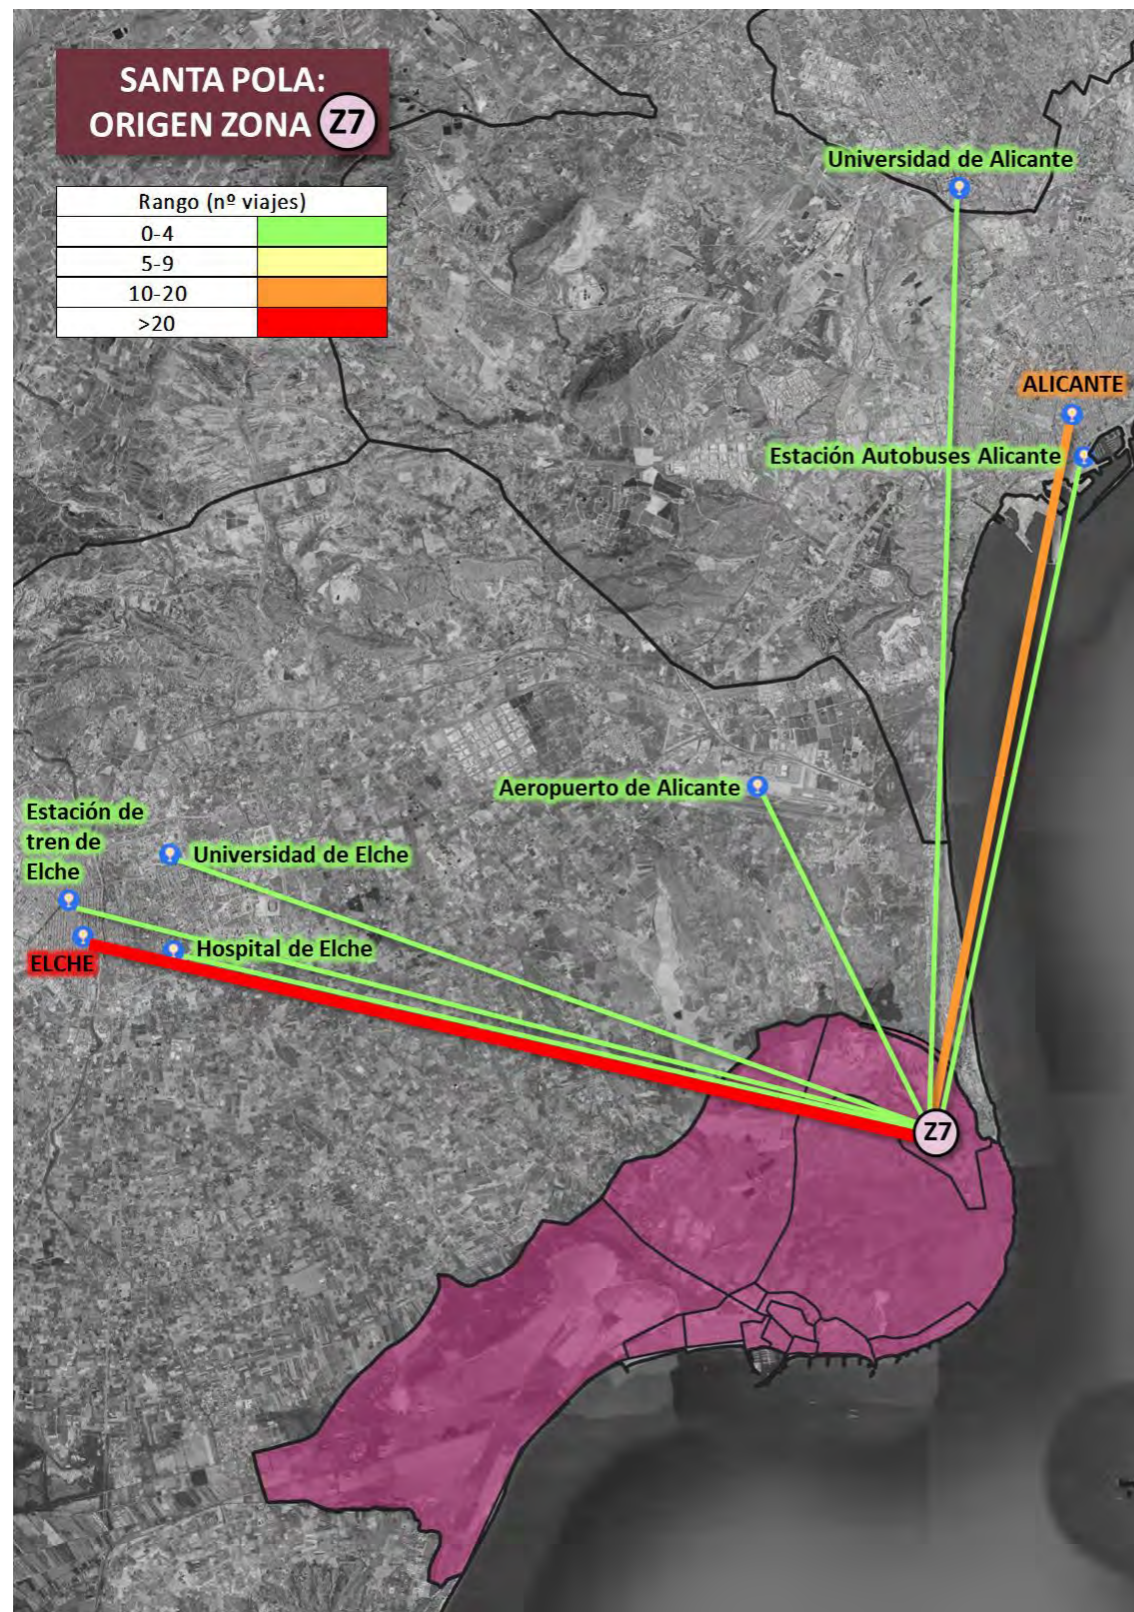 SANTA POLA:
ORIGEN ZONA Z7
Rango (nº viajes)
0-4
5-9
10-20
>20
Universidad de Alicante
ALICANTE
Estación Autobuses Alicante
Aeropuerto de Alicante
Estación de
tren de
Elche
Universidad de Elche
Hospital de Elche
ELCHE
Z7